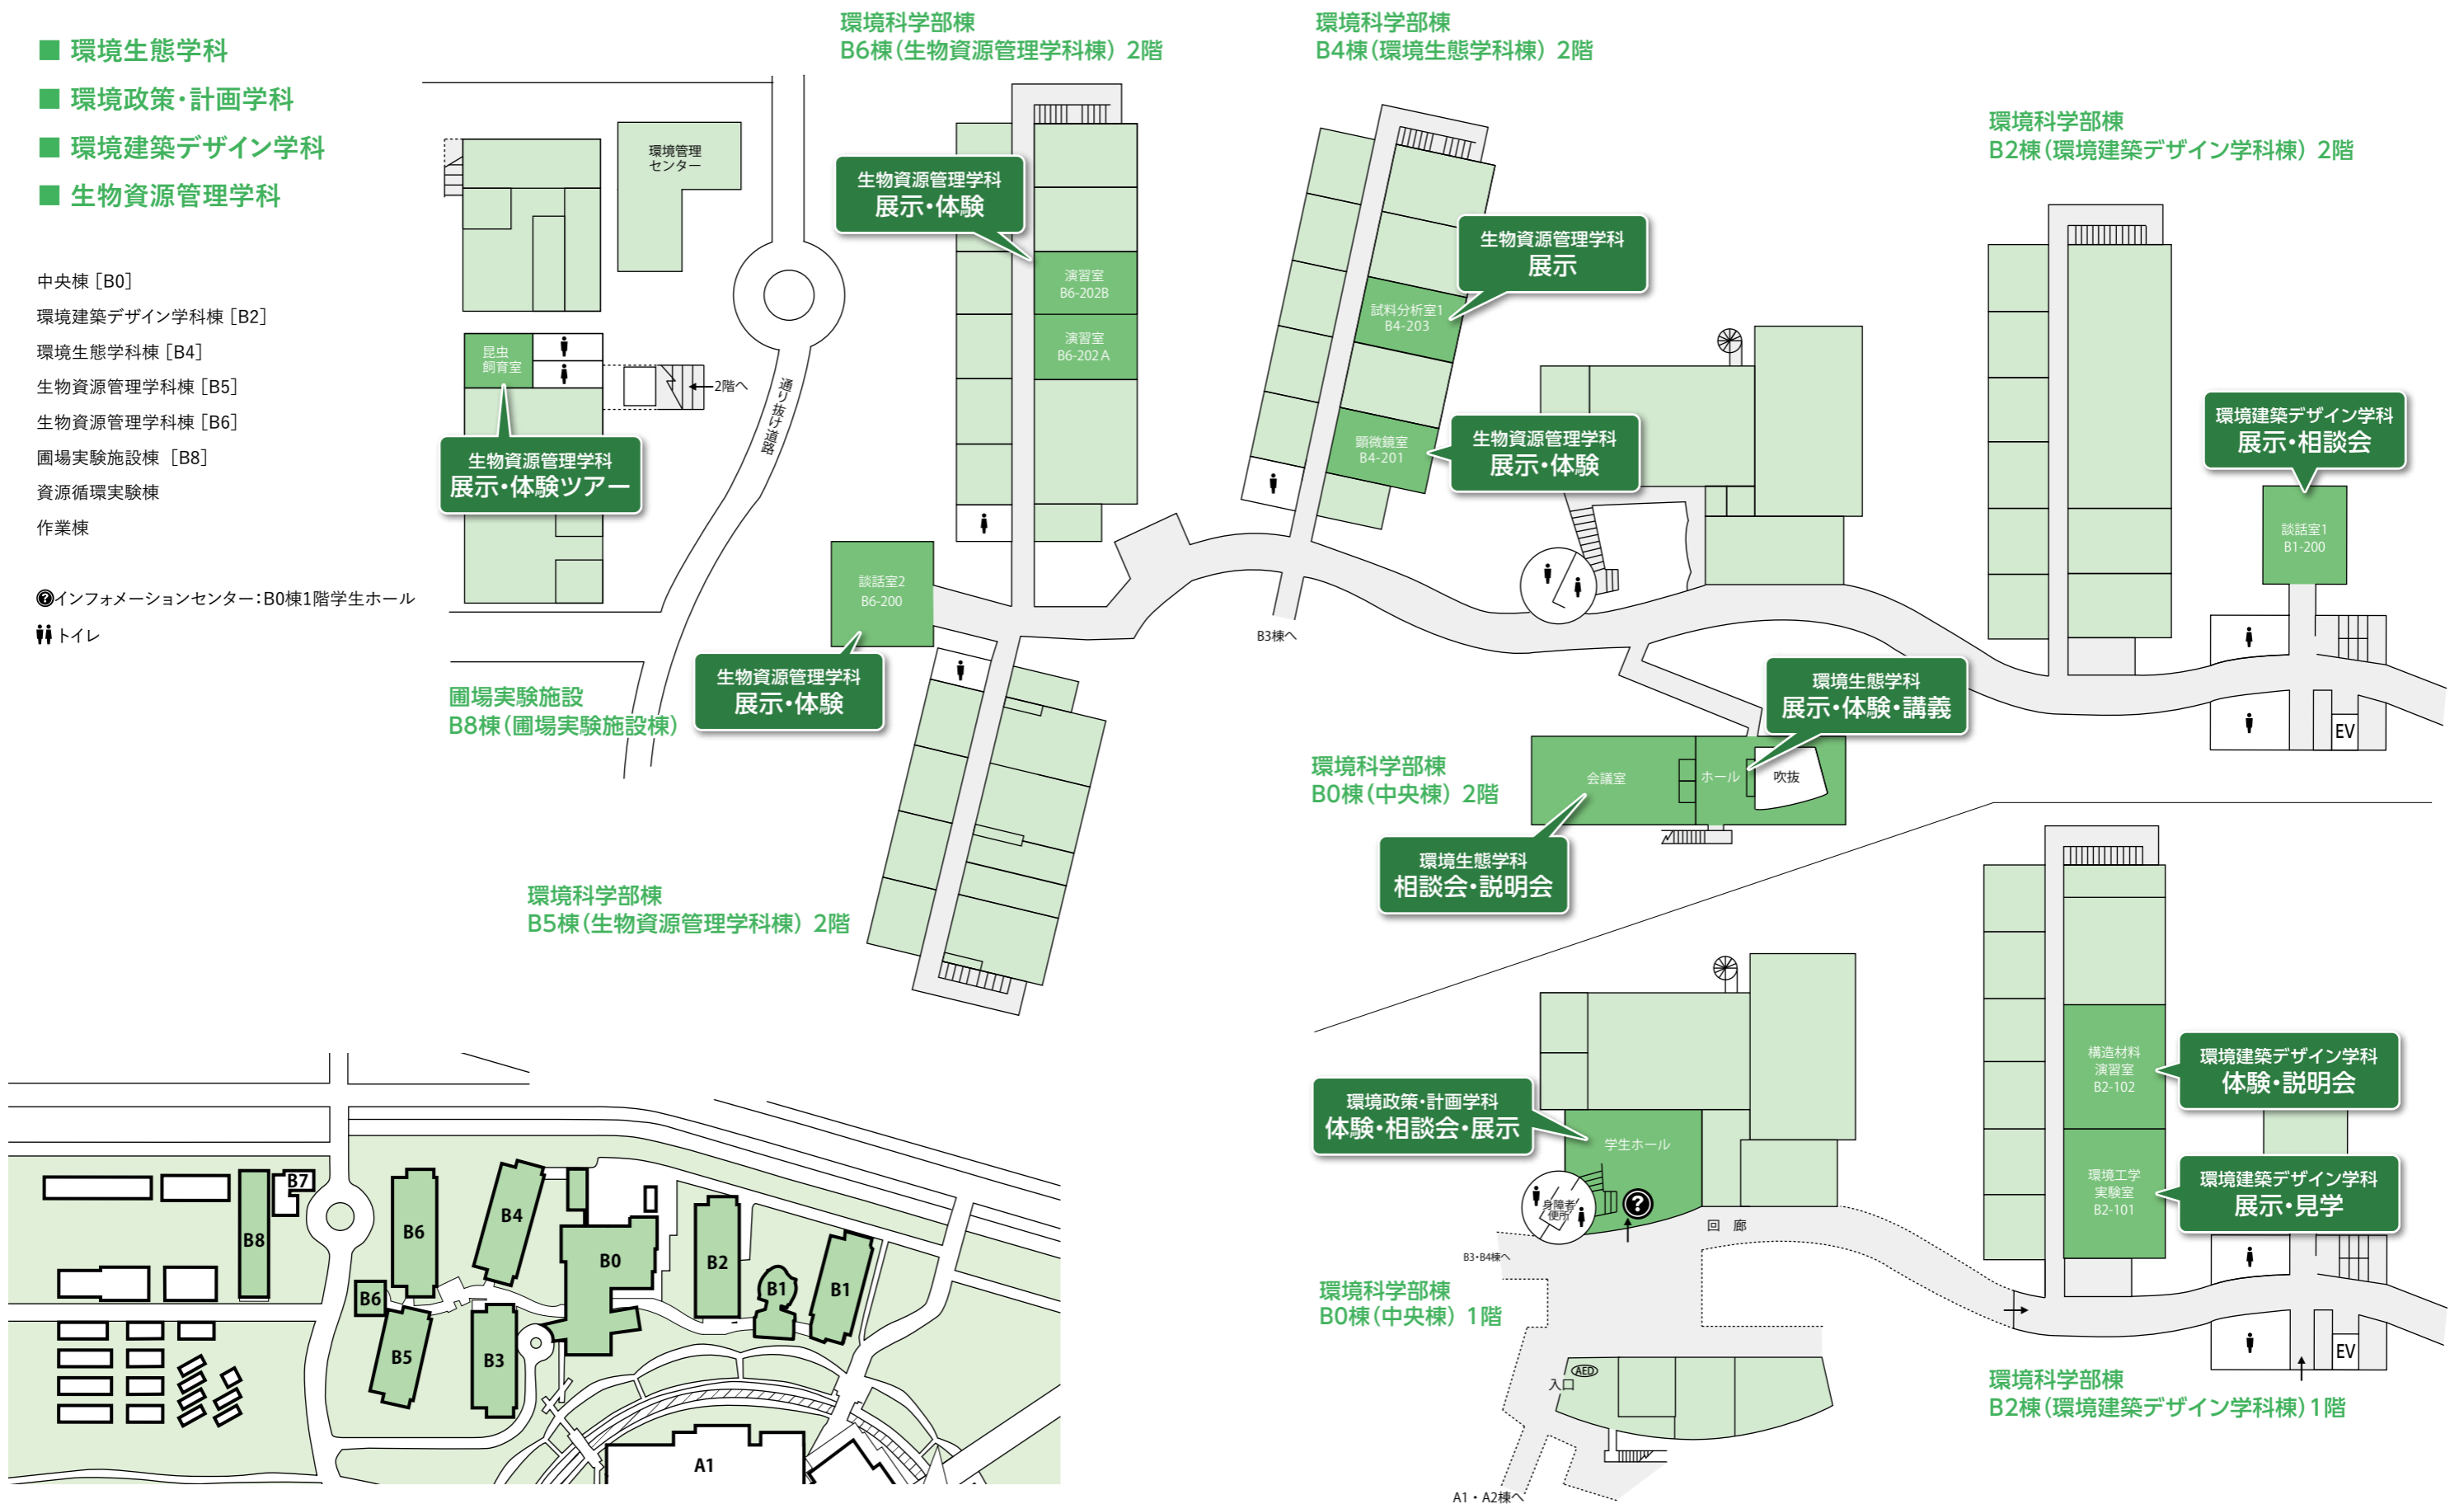 ■ 環境生態学科
■ 環境政策・計画学科
■ 環境建築デザイン学科
■ 生物資源管理学科
中央棟［B0］
環境建築デザイン学科棟［B2］
環境生態学科棟［B4］
生物資源管理学科棟［B5］
生物資源管理学科棟［B6］
圃場実験施設棟［B8］
資源循環実験棟
作業棟
?インフォメーションセンター：B0棟1階学生ホール
トイレ
環境管理
センター
昆虫
飼育室
2階へ
通り抜け道路
生物資源管理学科
展示・体験ツアー
圃場実験施設
B8棟（圃場実験施設棟）
環境科学部棟
B6棟（生物資源管理学科棟）2階
生物資源管理学科
展示・体験
演習室
B6-202B
演習室
B6-202A
談話室2
B6-200
生物資源管理学科
展示・体験
環境科学部棟
B5棟（生物資源管理学科棟）2階
環境科学部棟
B4棟（環境生態学科棟）2階
生物資源管理学科
展示
試料分析室1
B4-203
顕微鏡室
B4-201
生物資源管理学科
展示・体験
B3棟へ
環境科学部棟
B2棟（環境建築デザイン学科棟）2階
環境建築デザイン学科
展示・相談会
談話室1
B1-200
EV
環境生態学科
展示・体験・講義
環境科学部棟
B0棟（中央棟）2階
会議室
ホール
吹抜
環境生態学科
相談会・説明会
環境政策・計画学科
体験・相談会・展示
学生ホール
身障者
便所
?
回 廊
B3・B4棟へ
環境科学部棟
B0棟（中央棟）1階
AED
入口
A1・A2棟へ
構造材料
演習室
B2-102
環境建築デザイン学科
体験・説明会
環境工学
実験室
B2-101
環境建築デザイン学科
展示・見学
EV
環境科学部棟
B2棟（環境建築デザイン学科棟）1階
B7
B8
B6
B4
B0
B2
B1
B1
B6
B5
B3
A1